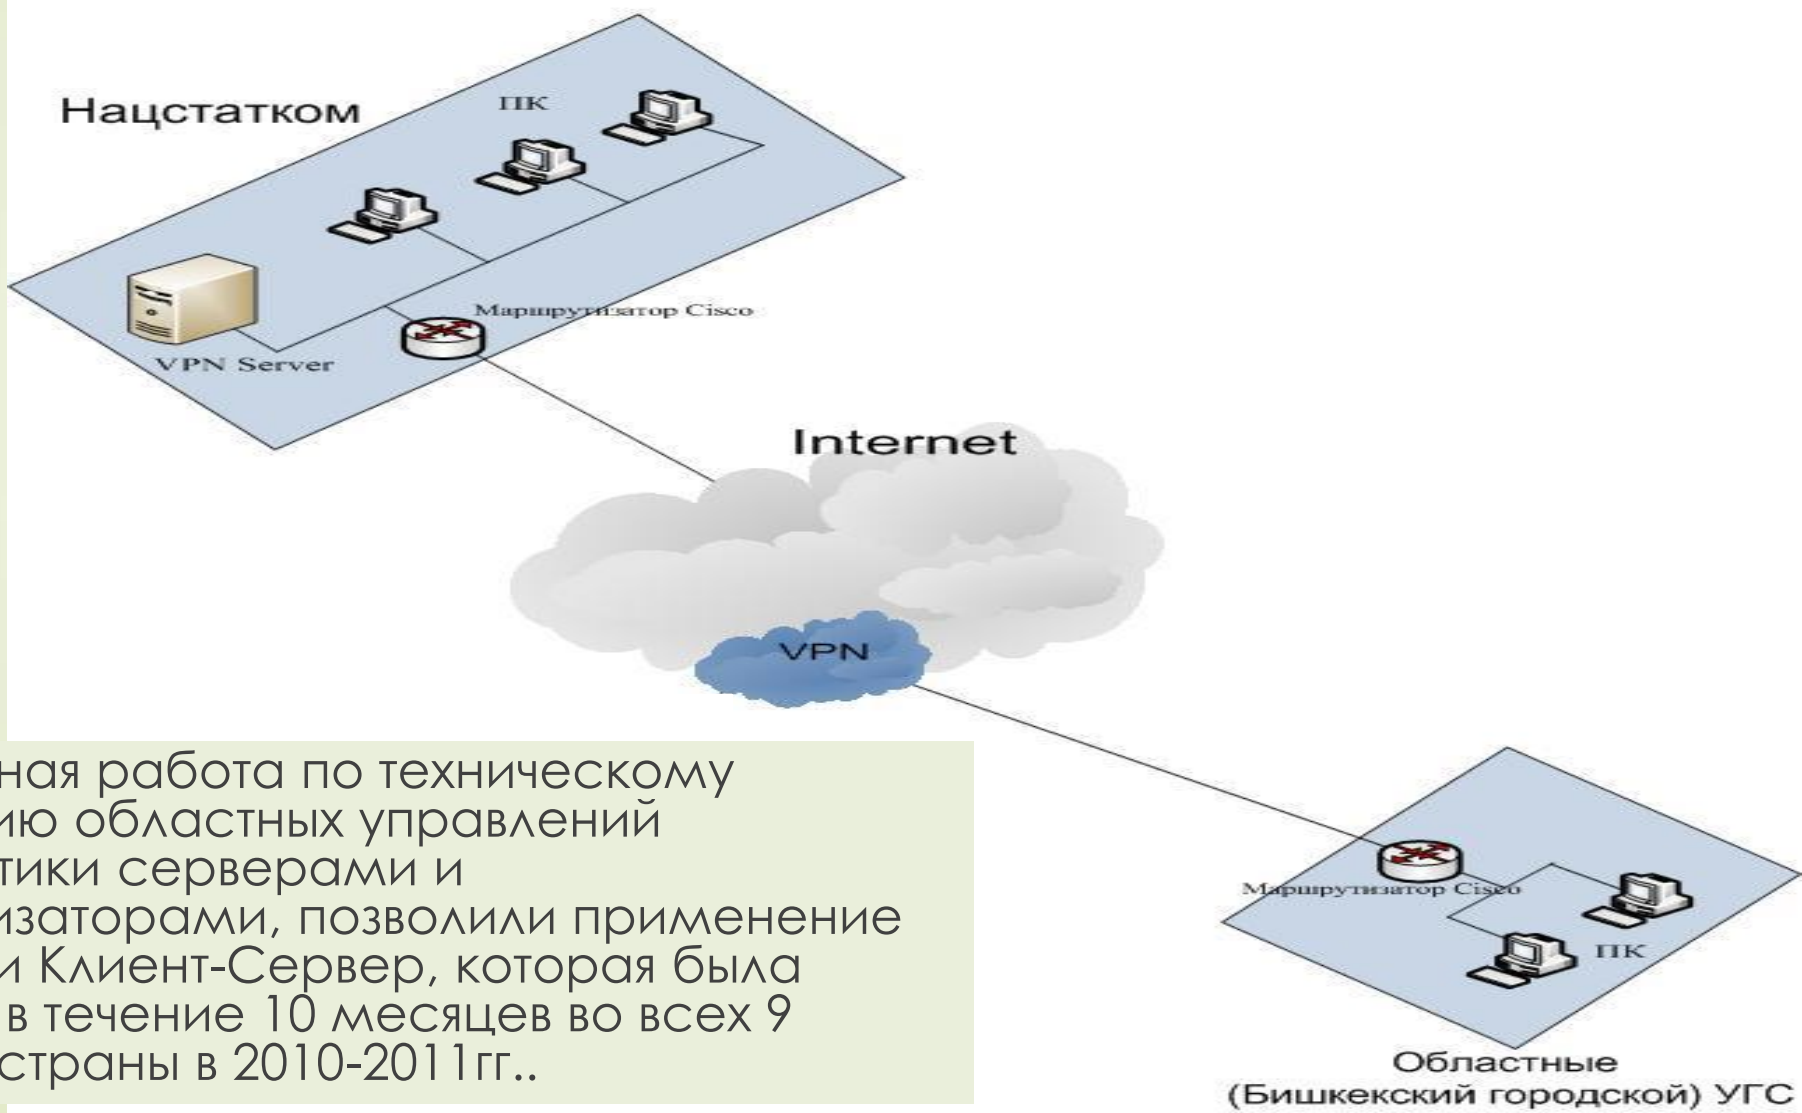 Нацстатком
ПК
Маршрутизатор Cisco
VPN Server
Internet
VPN
ная работа по техническому
ию областных управлений
тики серверами и
изаторами, позволили применение
и Клиент-Сервер, которая была
в течение 10 месяцев во всех 9
страны в 2010-2011гг..
Маршрутизатор Cisco
ПК
Областные
(Бишкекский городской) УГС